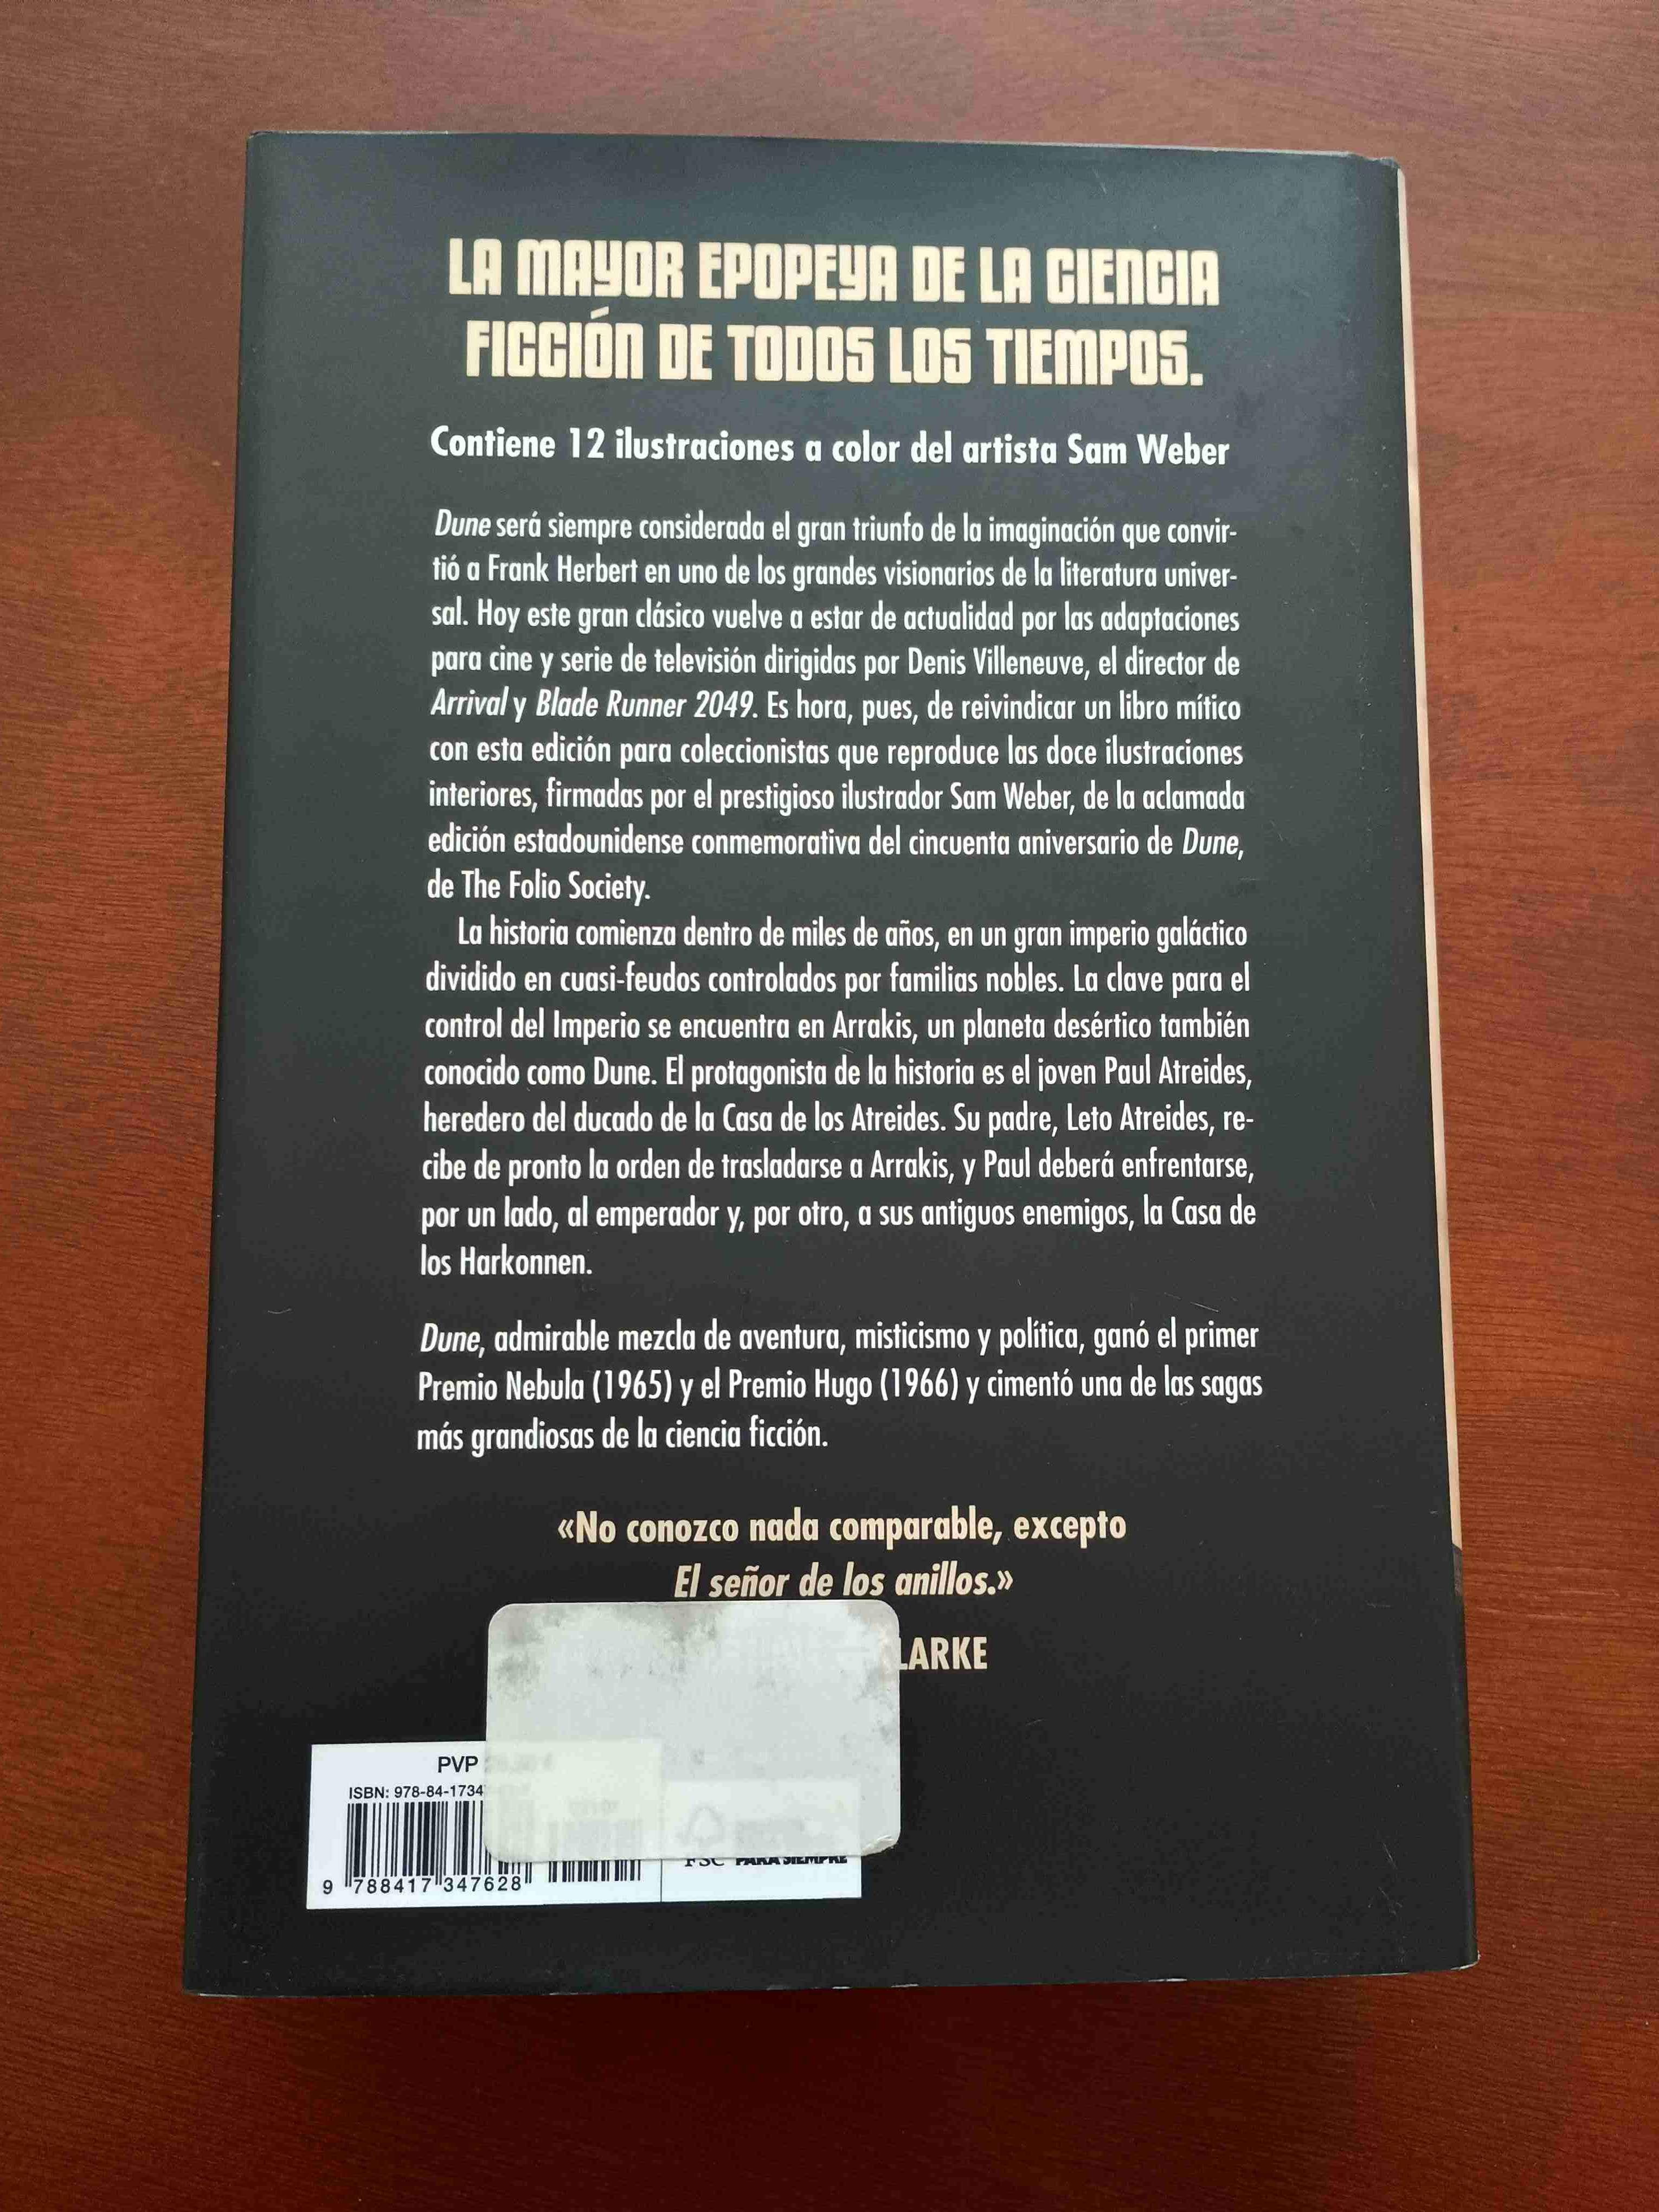 LA MAYOR EPOPEYA DE LA CIENCIA
FICCIÓN DE TODOS LOS TIEMPOS.
Contiene 12 ilustraciones a color del artista Sam Weber
Dune será siempre considerada el gran triunfo de la imaginación que convir-
tió a Frank Herbert en uno de los grandes visionarios de la literatura univer-
sal. Hoy este gran clásico vuelve a estar de actualidad por las adaptaciones
para cine y serie de televisión dirigidas por Denis Villeneuve, el director de
Arrival y Blade Runner 2049. Es hora, pues, de reivindicar un libro mítico
con esta edición para coleccionistas que reproduce las doce ilustraciones
interiores, firmadas por el prestigioso ilustrador Sam Weber, de la aclamada
edición estadounidense conmemorativa del cincuenta aniversario de Dune,
de The Folio Society.
La historia comienza dentro de miles de años, en un gran imperio galáctico
dividido en cuasi-feudos controlados por familias nobles. La clave para el
control del Imperio se encuentra en Arrakis, un planeta desértico también
conocido como Dune. El protagonista de la historia es el joven Paul Atreides,
heredero del ducado de la Casa de los Atreides. Su padre, Leto Atreides, re-
cibe de pronto la orden de trasladarse a Arrakis, y Paul deberá enfrentarse,
por un lado, al emperador y, por otro, a sus antiguos enemigos, la Casa de
los Harkonnen.
Dune, admirable mezcla de aventura, misticismo y política, ganó el primer
Premio Nebula (1965) y el Premio Hugo (1966) y cimentó una de las sagas
más grandiosas de la ciencia ficción.
«No conozco nada comparable, excepto
El señor de los anillos.»
LARKE
PVP
ISBN: 978-84-1734
9 788417 347628
FSC PARA SIEMPRE